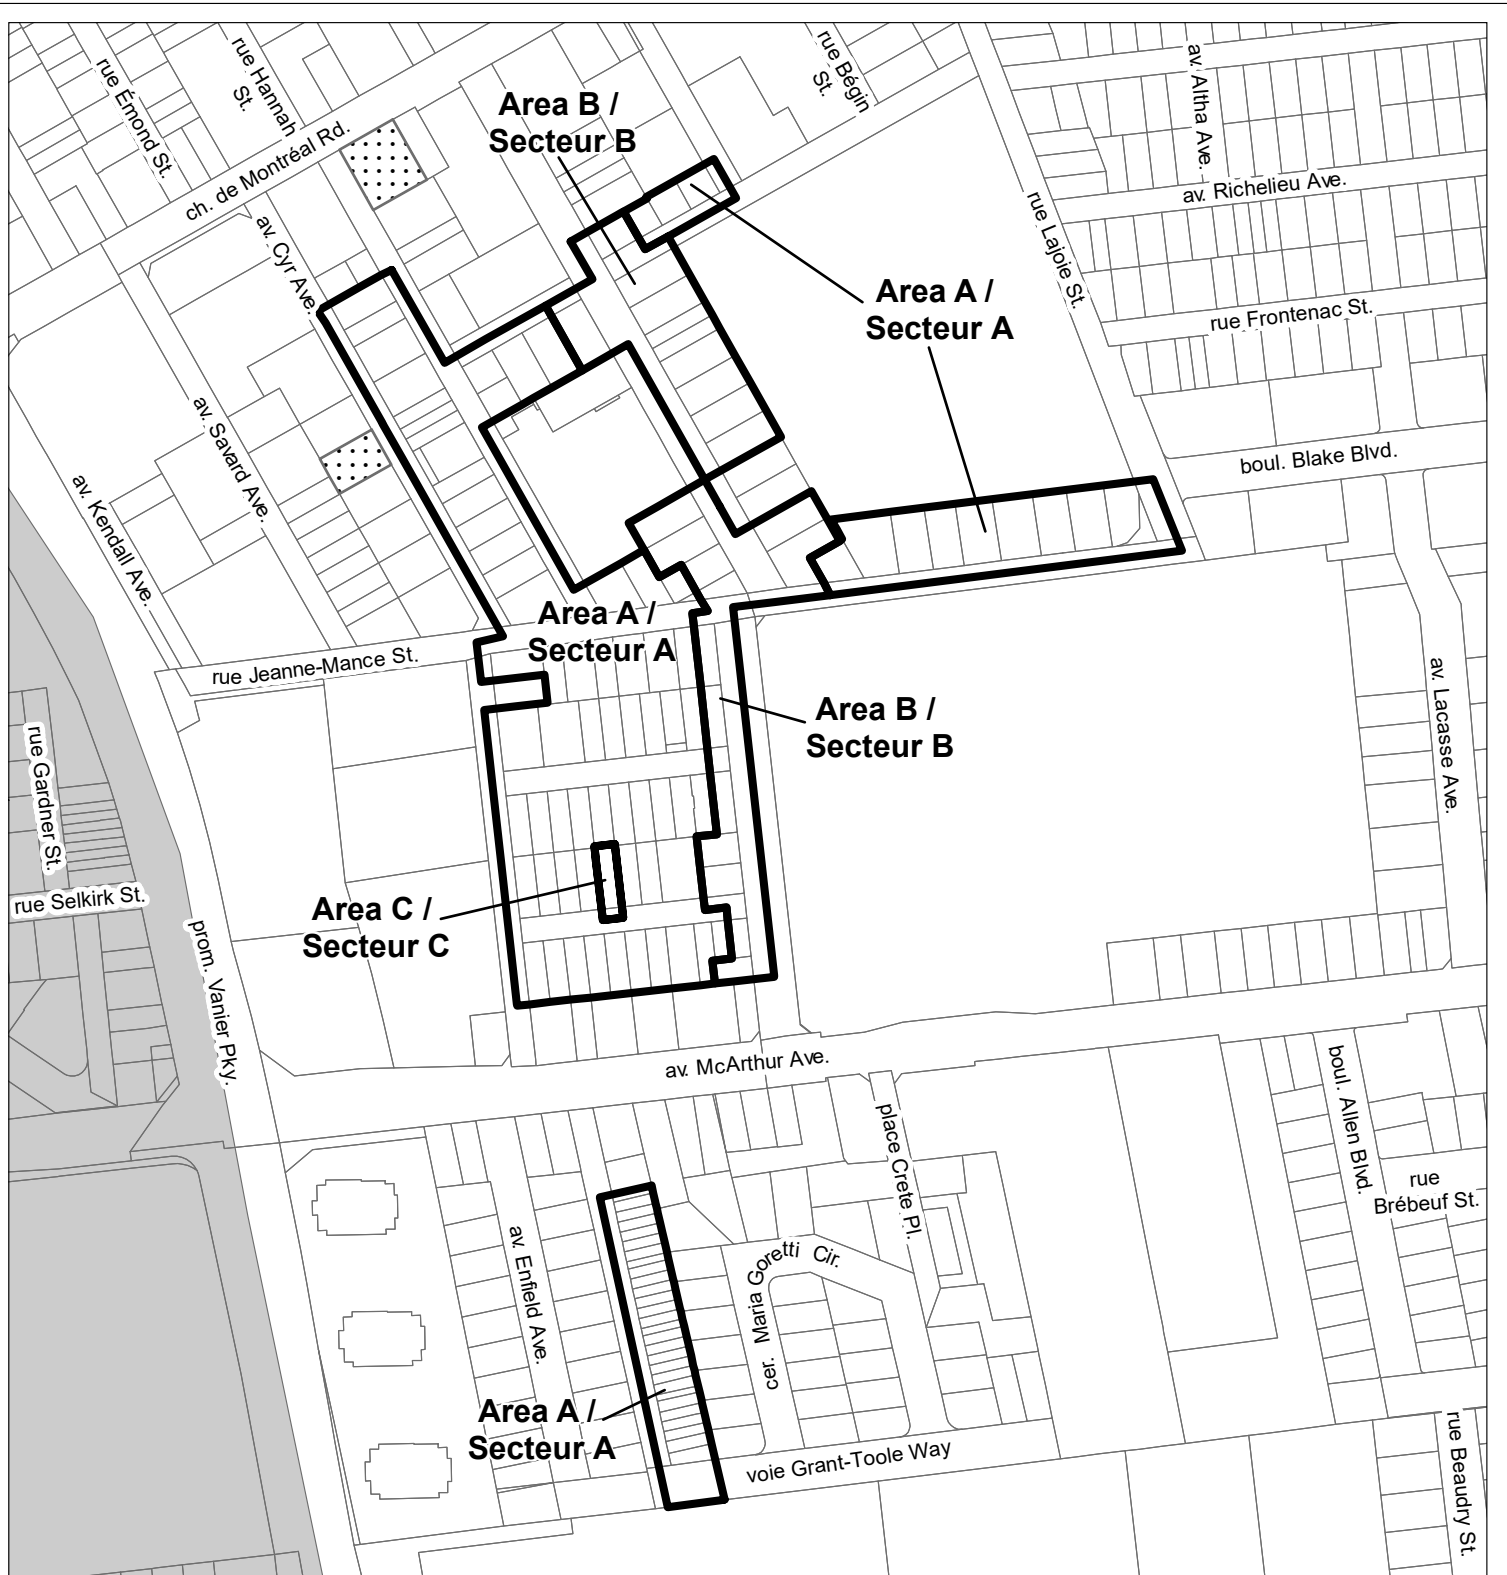 rue Émond St.
rue Hannah
St.
ch. de Montréal Rd.
Area B /
Secteur B
rue Bégin
St.
av. Altha Ave.
av. Richelieu Ave.
rue Lajoie St.
av. Cyr Ave.
Area A /
Secteur A
rue Frontenac St.
av. Savard Ave.
boul. Blake Blvd.
av. Kendall Ave.
Area A /
Secteur A
rue Jeanne-Mance St.
av. Lacasse Ave.
Area B /
Secteur B
rue Gardner St.
rue Selkirk St.
Area C /
Secteur C
prom. Vanier Pky.
av. McArthur Ave.
boul. Allen Blvd.
place Crete Pl.
rue
Brébeuf St.
av. Enfield Ave.
cer. Maria Goretti Cir.
Area A /
Secteur A
voie Grant-Toole Way
rue Beaudry St.